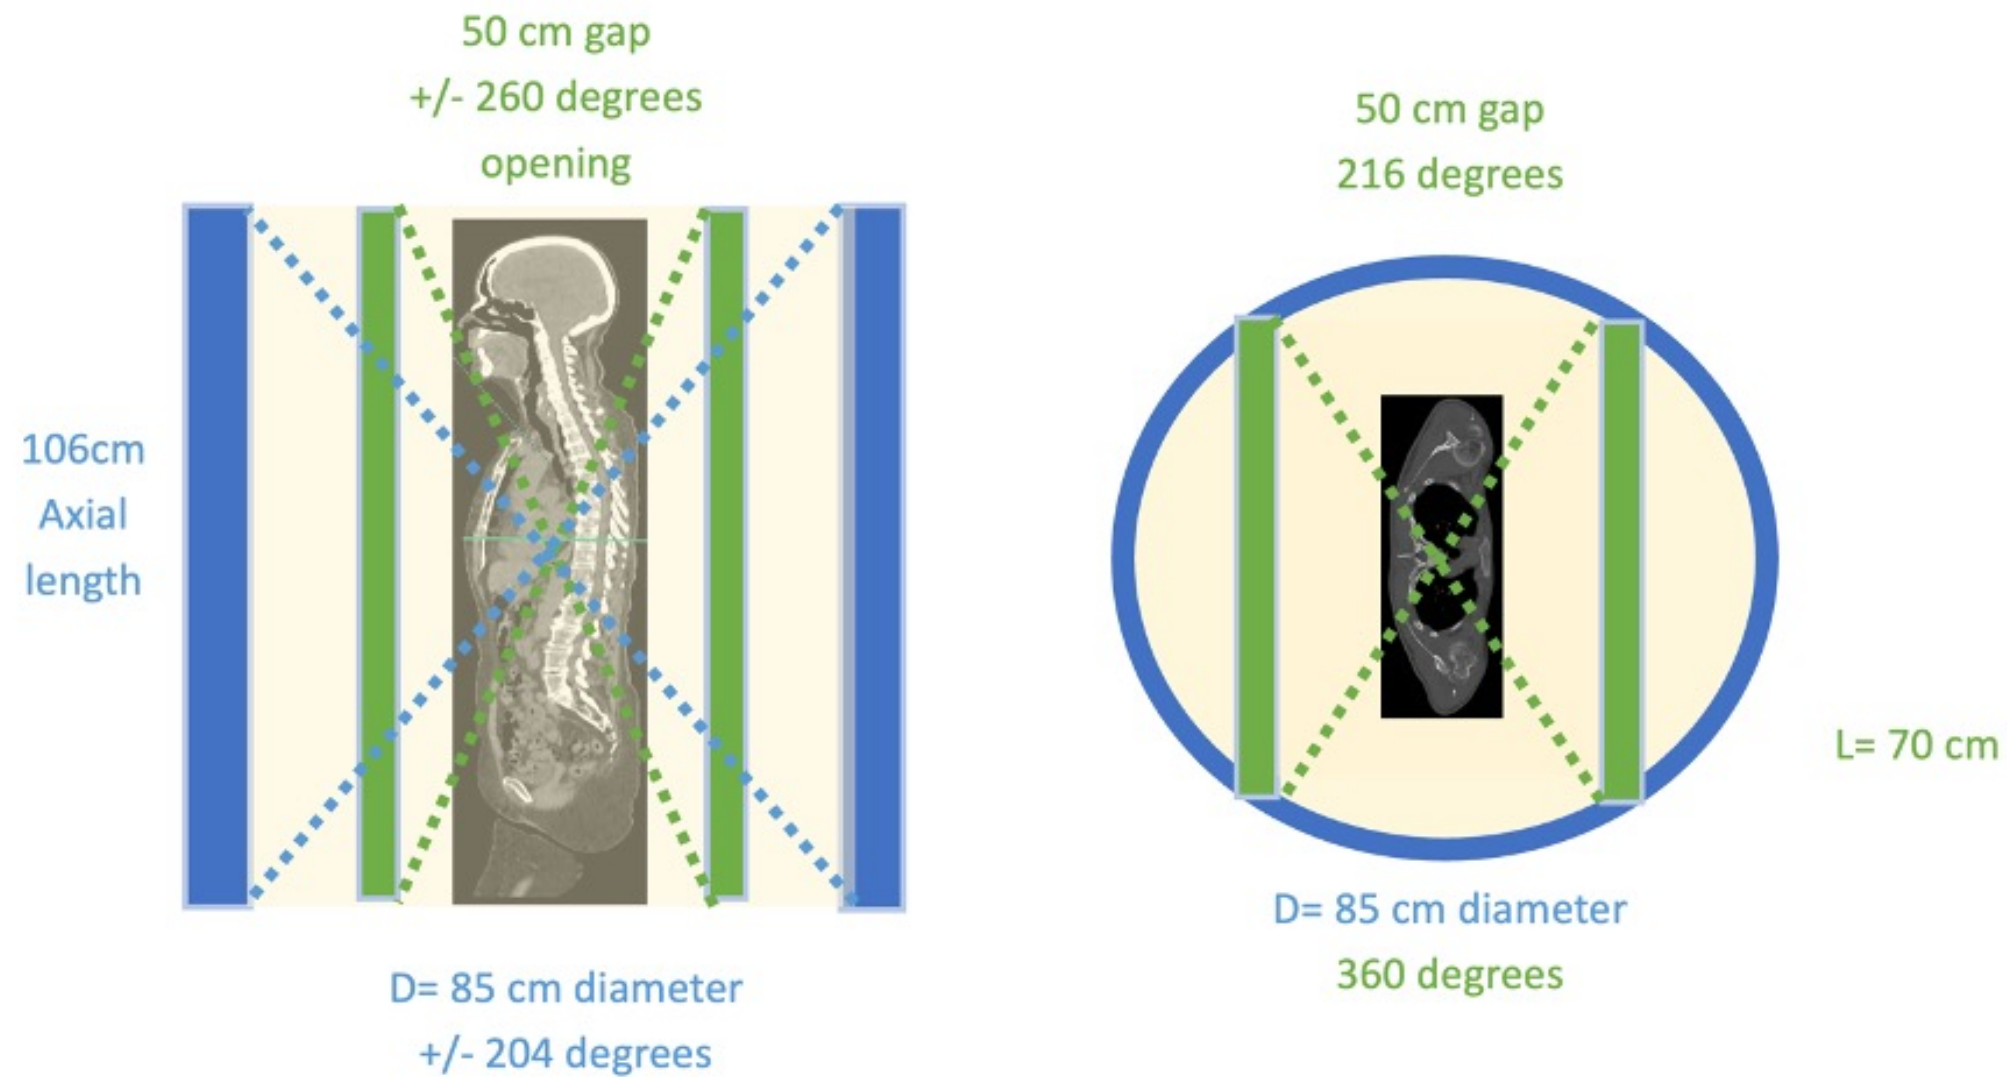 50 cm gap
+/- 260 degrees
opening
106cm
Axial
length
D= 85 cm diameter
+/- 204 degrees
50 cm gap
216 degrees
L= 70 cm
D= 85 cm diameter
360 degrees